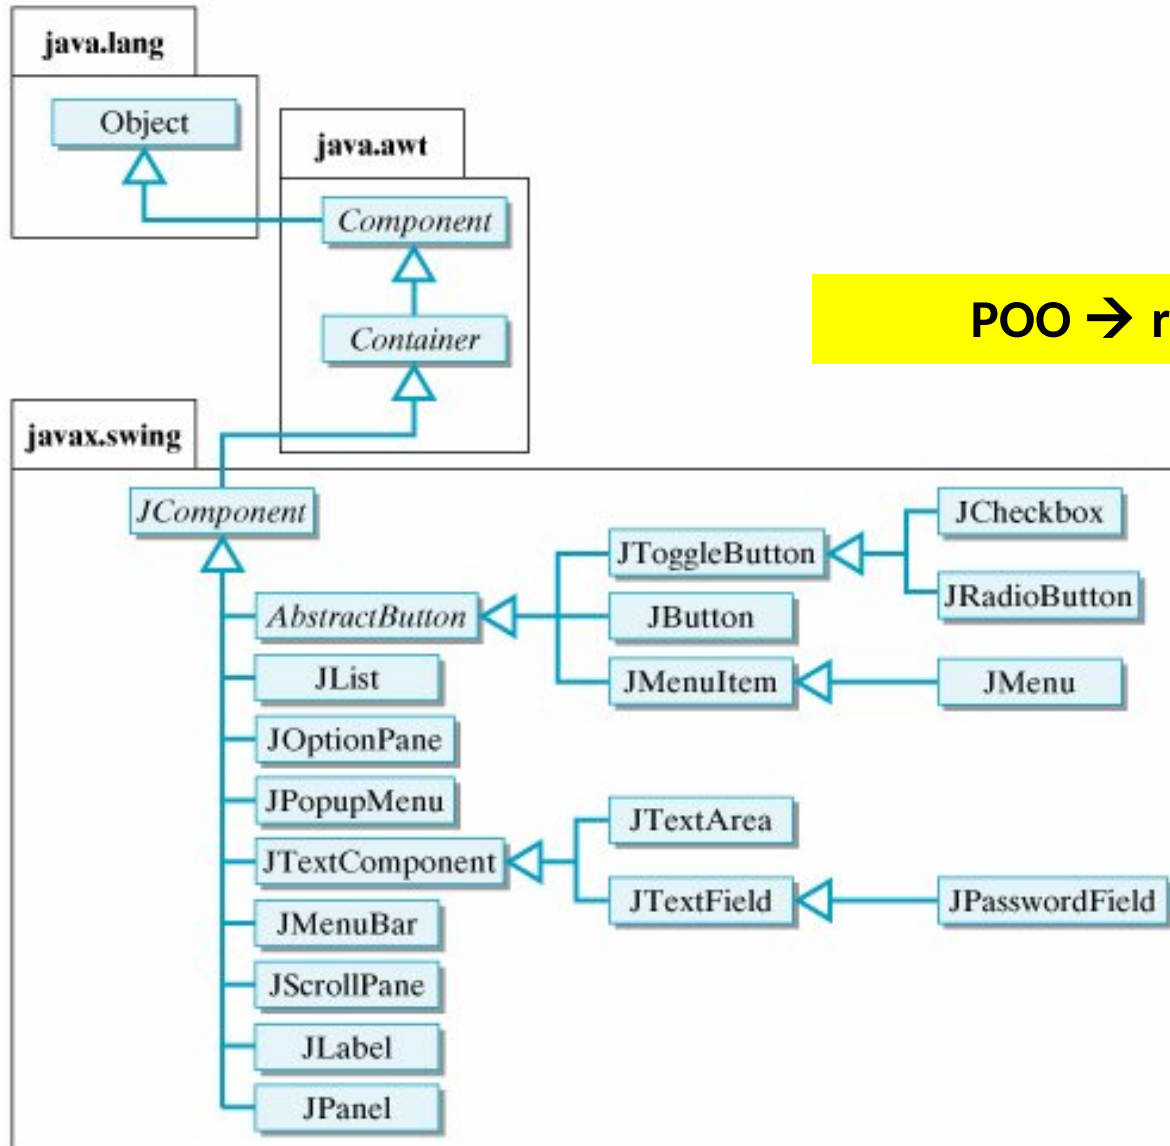 java.lang
Object
java.awt
Component
Container
POO → r
javax.swing
JComponent
JCheckbox
JToggleButton
JRadioButton
AbstractButton
JButton
JList
JMenuItem
JMenu
JOptionPane
JPopupMenu
JTextArea
JTextComponent
JTextField
JPasswordField
JMenuBar
JScrollPane
JLabel
JPanel